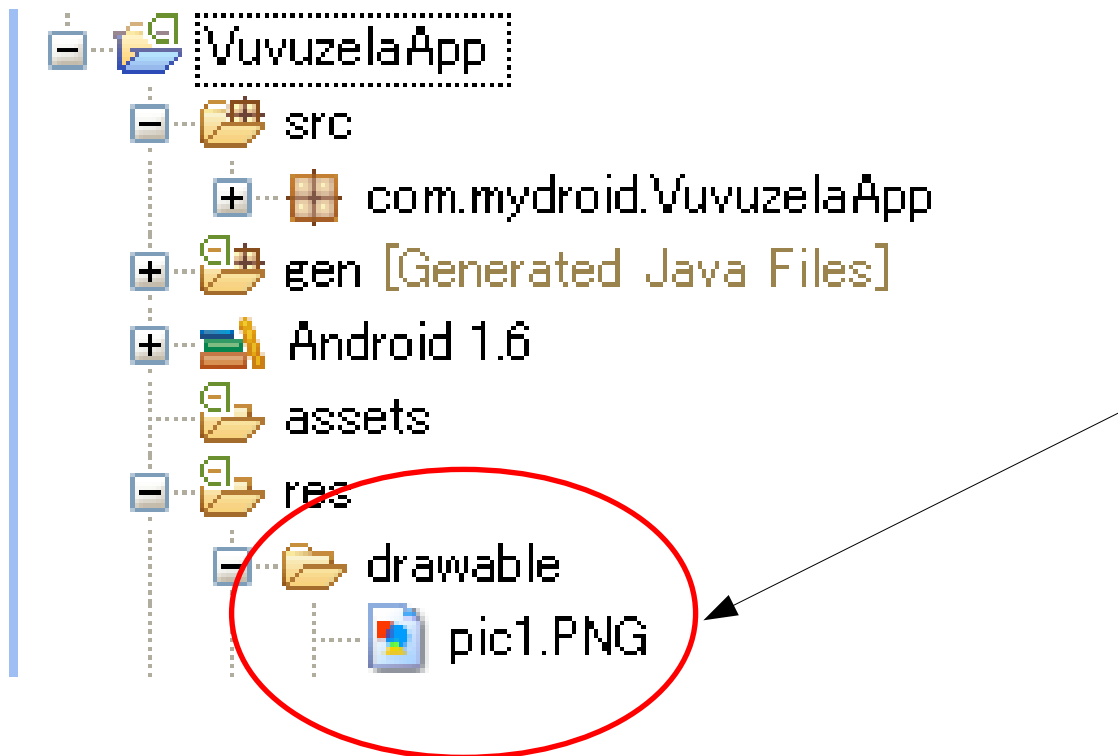 VuvuzelaApp
src
com.mydroid.VuvuzelaApp
gen [Generated Java Files]
Android 1.6
assets
res
drawable
pic1.PNG